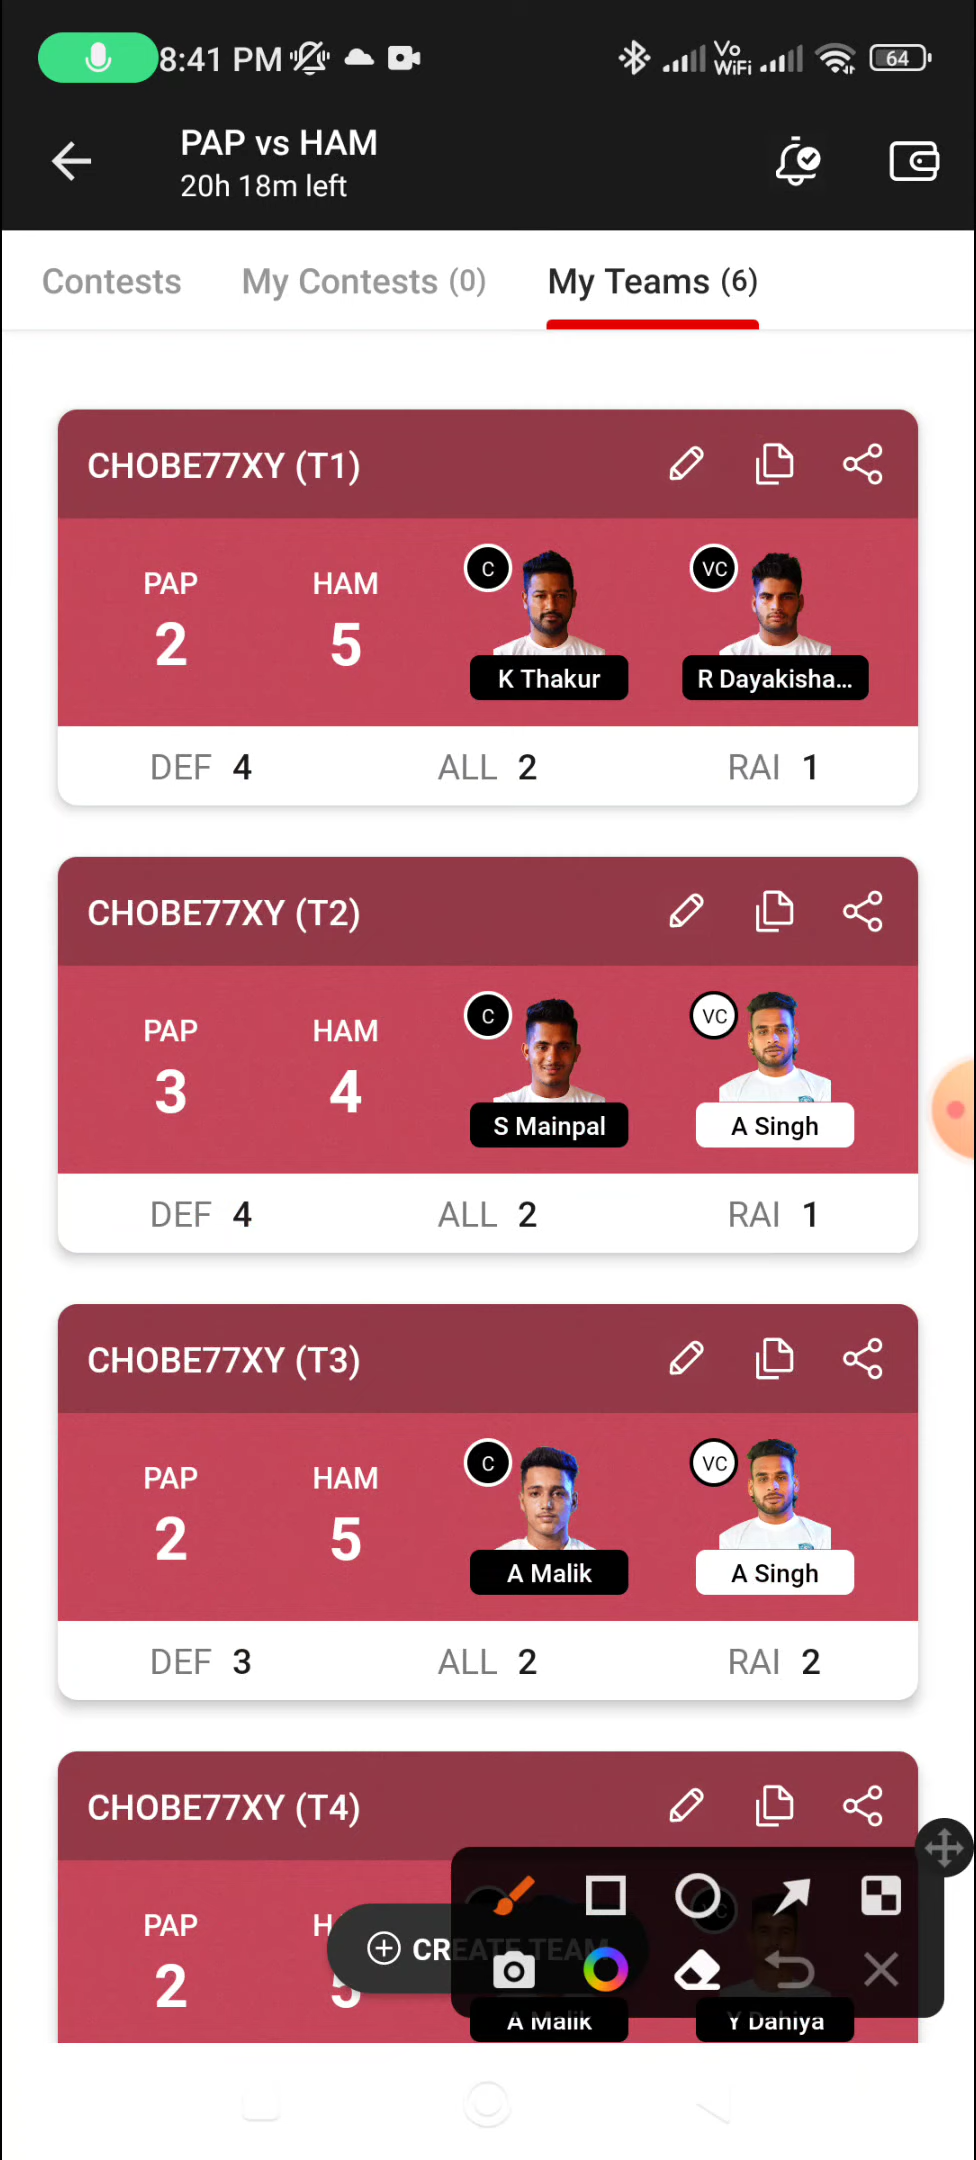 8:41 PM
Vo
WiFi
64
PAP vs HAM
20h 18m left
Contests
My Contests (0)
My Teams (6)
CHOBE77XY (T1)
PAP
HAM
2
5
C
VC
K Thakur
R Dayakisha...
DEF 4
ALL 2
RAI 1
CHOBE77XY (T2)
PAP
HAM
3
4
C
VC
S Mainpal
A Singh
DEF 4
ALL 2
RAI 1
CHOBE77XY (T3)
PAP
HAM
2
5
C
VC
A Malik
A Singh
DEF 3
ALL 2
RAI 2
CHOBE77XY (T4)
PAP
H
2
5
CREATE TEAM
A Malik
Y Dahiya